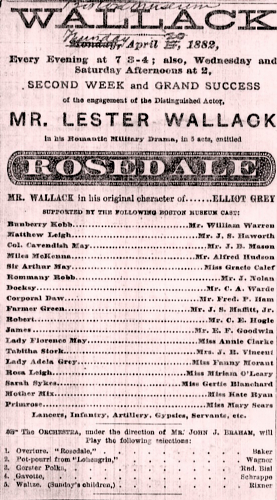 Boston Museum
WALLACK
Monday, April 1882,
Every Evening at 7 3-4; also, Wednesday and
Saturday Afternoons at 2,
SECOND WEEK and GRAND SUCCESS
of the engagement of the Distinguished Actor,
MR. LESTER WALLACK
In his Romantic Military Drama, in 5 acts, entitled
ROSEDALE
MR. WALLACK in his original character of......ELLIOT GREY
SUPPORTED BY THE FOLLOWING BOSTON MUSEUM CAST:
Bunberry Kobb......Mr. William Warren
Matthew Leigh......Mr. J. E. Haworth
Col. Cavendish May......Mr. J. B. Mason
Miles McKenna......Mr. Alfred Hudson
Sir Arthur May......Miss Gracie Calef
Rommany Robb......Mr. J. Nolan
Docksy......Mr. C. A. Warde
Corporal Daw......Mr. Fred. P. Ham
Farmer Green......Mr. J. S. Maffitt, Jr.
Robert......Mr. C. E. Hogle
James......Mr. E. F. Goodwin
Lady Florence May......Miss Annie Clarke
Tabitha Stork......Mrs. J. R. Vincent
Lady Adela Grey......Miss Fanny Morant
Rosa Leigh......Miss Miriam O'Leary
Sarah Sykes......Miss Gertie Blanchard
Mother Mix......Miss Kate Ryan
Primrose......Miss Mary Sears
Lancers, Infantry, Artillery, Gypsies, Servants, etc.
The ORCHESTRA, under the direction of MR. JOHN J. BRAHAM, will
Play the following selections:
1. Overture. "Rosedale," Baker
2. Pot-pourri from "Lohengrin," Wagner
3. Gorster Polka, Rud. Bial
4. Gavotte, Schrappe
5. Waltze. (Sunday's children,) Rixner